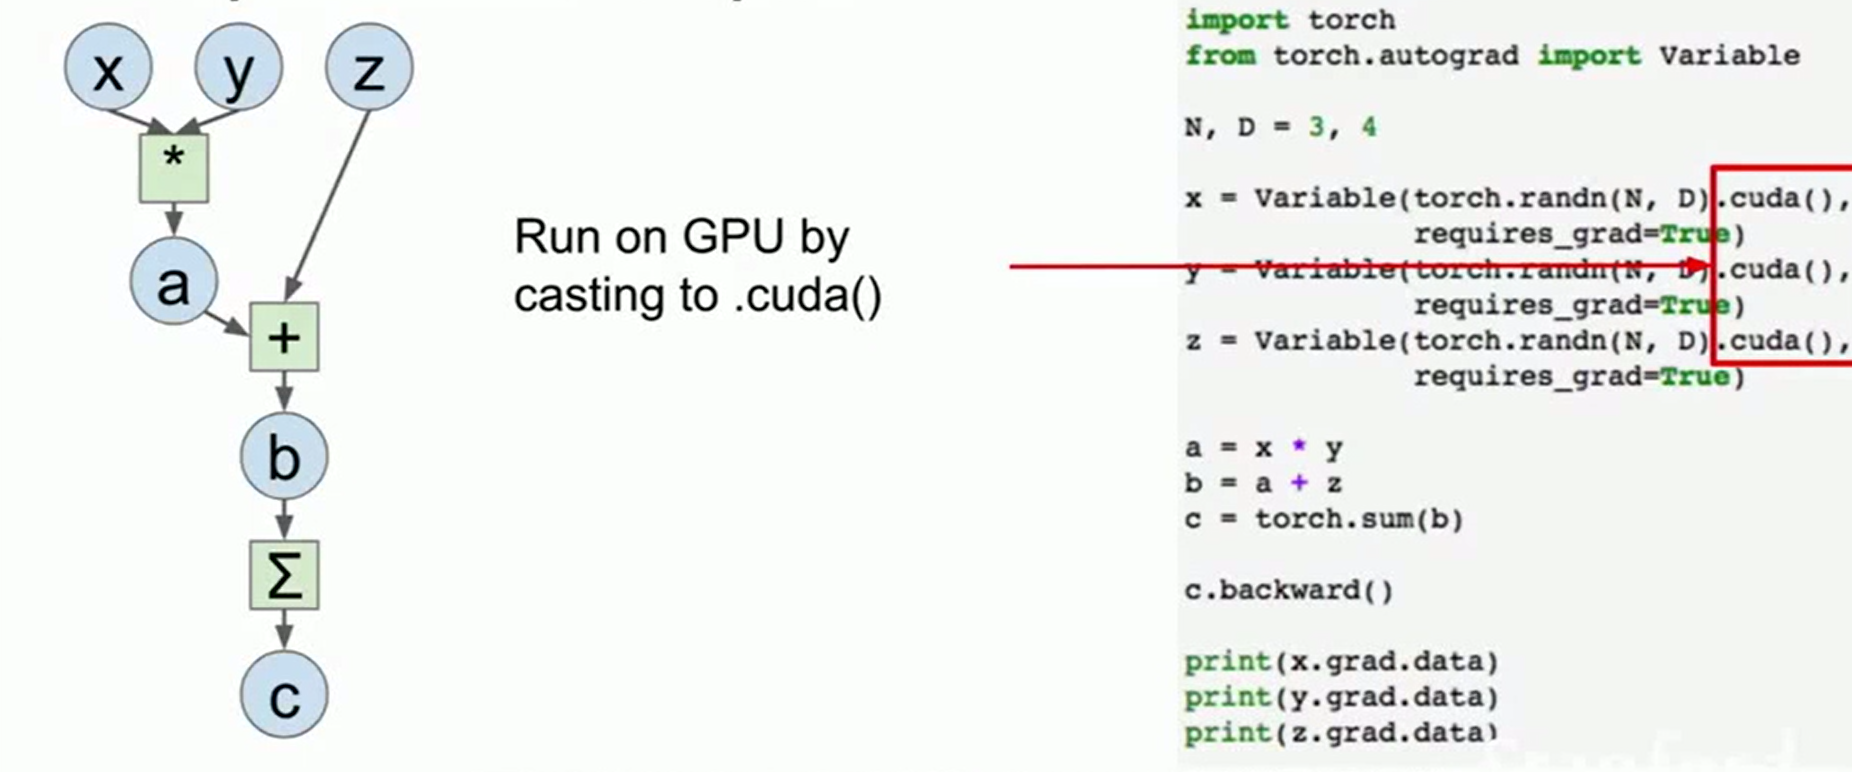 x y z
*
a
+
b
Σ
c
Run on GPU by
casting to .cuda()
import torch
from torch.autograd import Variable
N, D = 3, 4
x = Variable(torch.randn(N, D).cuda(),
requires_grad=True)
y = Variable(torch.randn(N, D).cuda(),
requires_grad=True)
z = Variable(torch.randn(N, D).cuda(),
requires_grad=True)
a = x * y
b = a + z
c = torch.sum(b)
c.backward()
print(x.grad.data)
print(y.grad.data)
print(z.grad.data)